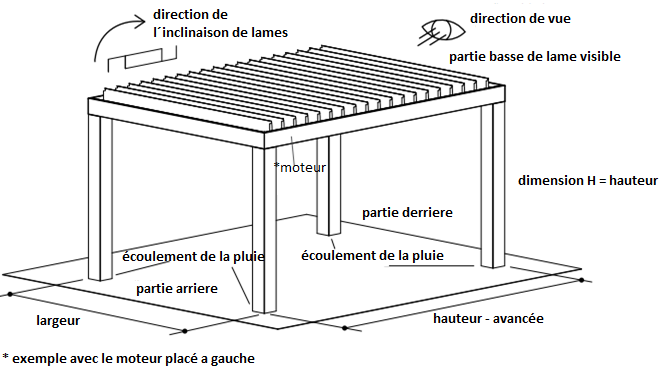 direction de
l´inclinaison de lames
direction de vue
partie basse de lame visible
*moteur
dimension H = hauteur
partie derriere
écoulement de la pluie
écoulement de la pluie
partie arriere
largeur
hauteur - avancée
* exemple avec le moteur placé a gauche